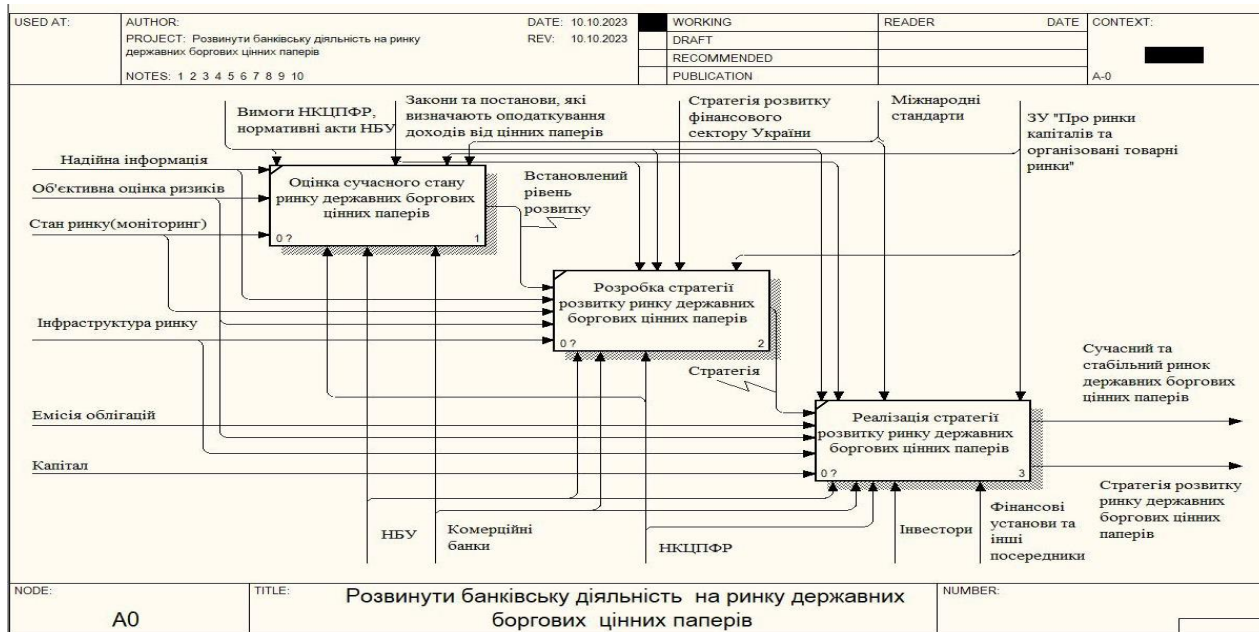 USED AT:
AUTHOR:
DATE: 10.10.2023
PROJECT: Розвинути банківську діяльність на ринку
державних боргових цінних паперів
REV: 10.10.2023
NOTES: 1 2 3 4 5 6 7 8 9 10
WORKING
DRAFT
RECOMMENDED
PUBLICATION
READER
DATE
CONTEXT:
A-0
Вимоги НКЦПФР,
нормативні акти НБУ
Закони та постанови, які
визначають оподаткування
доходів від цінних паперів
Стратегія розвитку
фінансового
сектору України
Міжнародні
стандарти
ЗУ "Про ринки
капіталів та
організовані товарні
ринки"
Надійна інформація
Об'єктивна оцінка ризиків
Стан ринку(моніторинг)
Оцінка сучасного стану
ринку державних боргових
цінних паперів
0 ?
1
Встановлений
рівень
розвитку
Розробка стратегії
розвитку ринку державних
боргових цінних паперів
0 ?
2
Інфраструктура ринку
Стратегія
Сучасний та
стабільний ринок
державних боргових
цінних паперів
Емісія облігацій
Реалізація стратегії
розвитку ринку державних
боргових цінних паперів
0 ?
3
Капітал
Стратегія розвитку
ринку державних
боргових цінних
паперів
НБУ
Комерційні
банки
НКЦПФР
Інвестори
Фінансові
установи та
інші
посередники
NODE:
A0
TITLE:
Розвинути банківську діяльність на ринку державних
боргових цінних паперів
NUMBER: